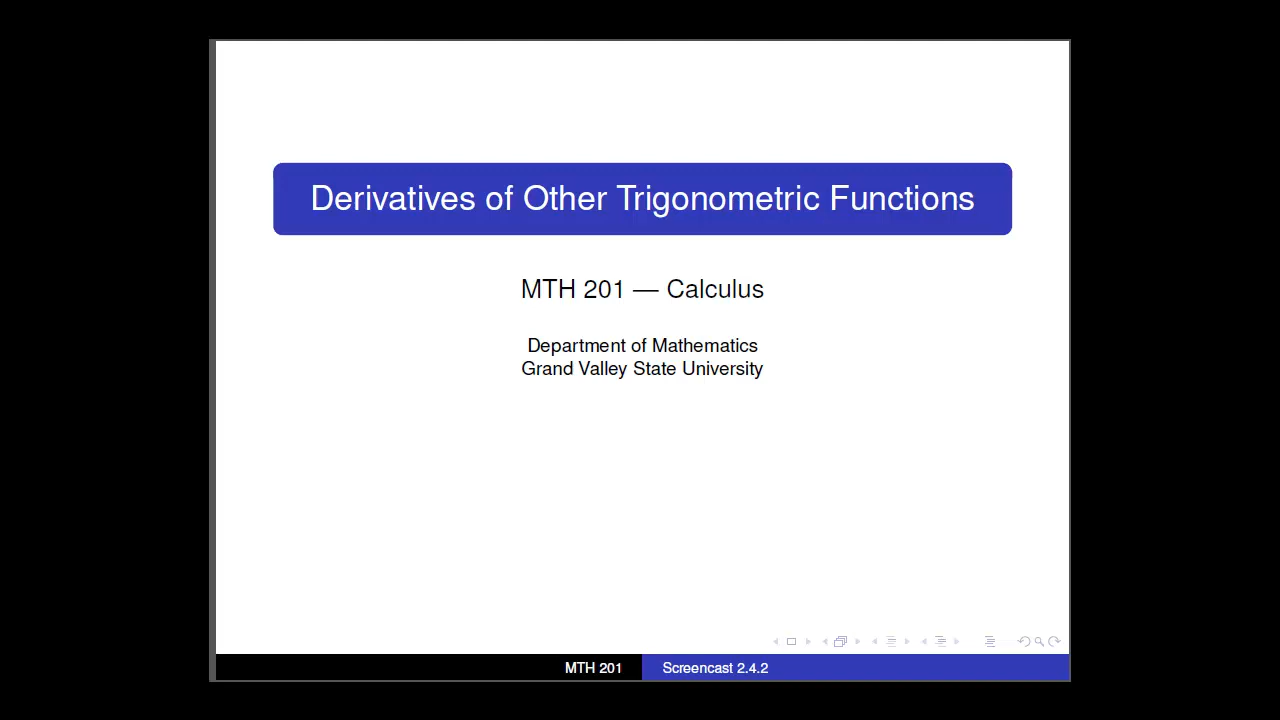 Derivatives of Other Trigonometric Functions
MTH 201 — Calculus
Department of Mathematics
Grand Valley State University
MTH 201
Screencast 2.4.2